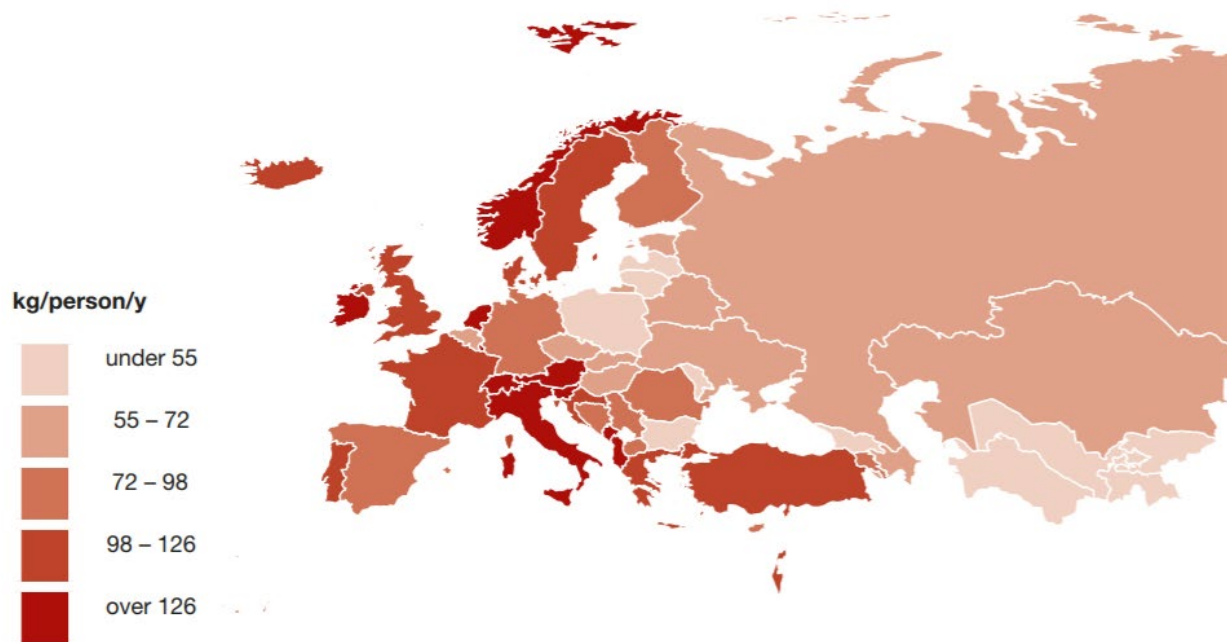 kg/person/y
under 55
55 – 72
72 – 98
98 – 126
over 126